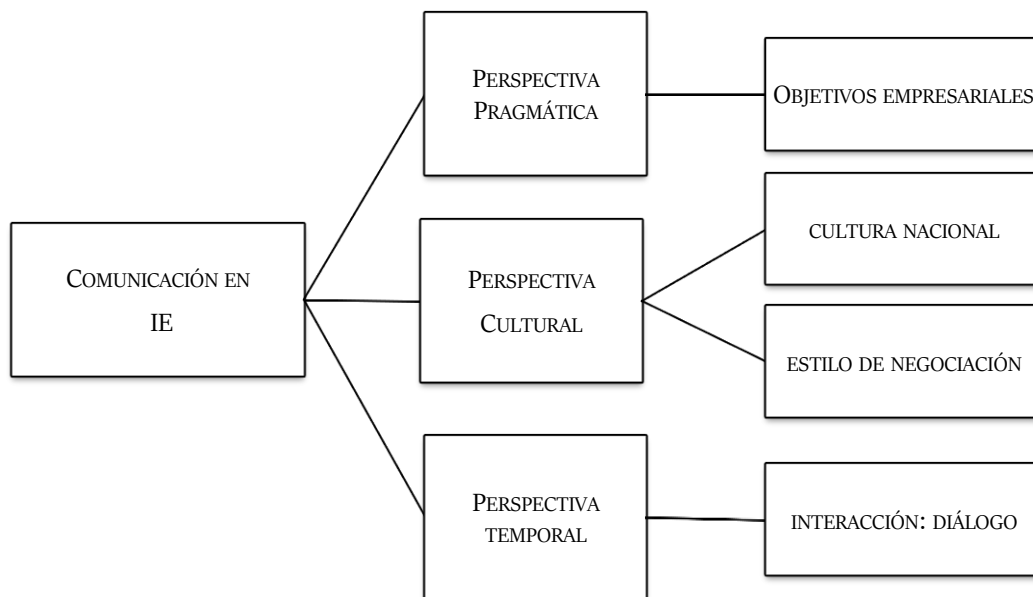 COMUNICACIÓN EN
IE
PERSPECTIVA
PRAGMÁTICA
OBJETIVOS EMPRESARIALES
PERSPECTIVA
CULTURAL
CULTURA NACIONAL
ESTILO DE NEGOCIACIÓN
PERSPECTIVA
TEMPORAL
INTERACCIÓN: DIÁLOGO